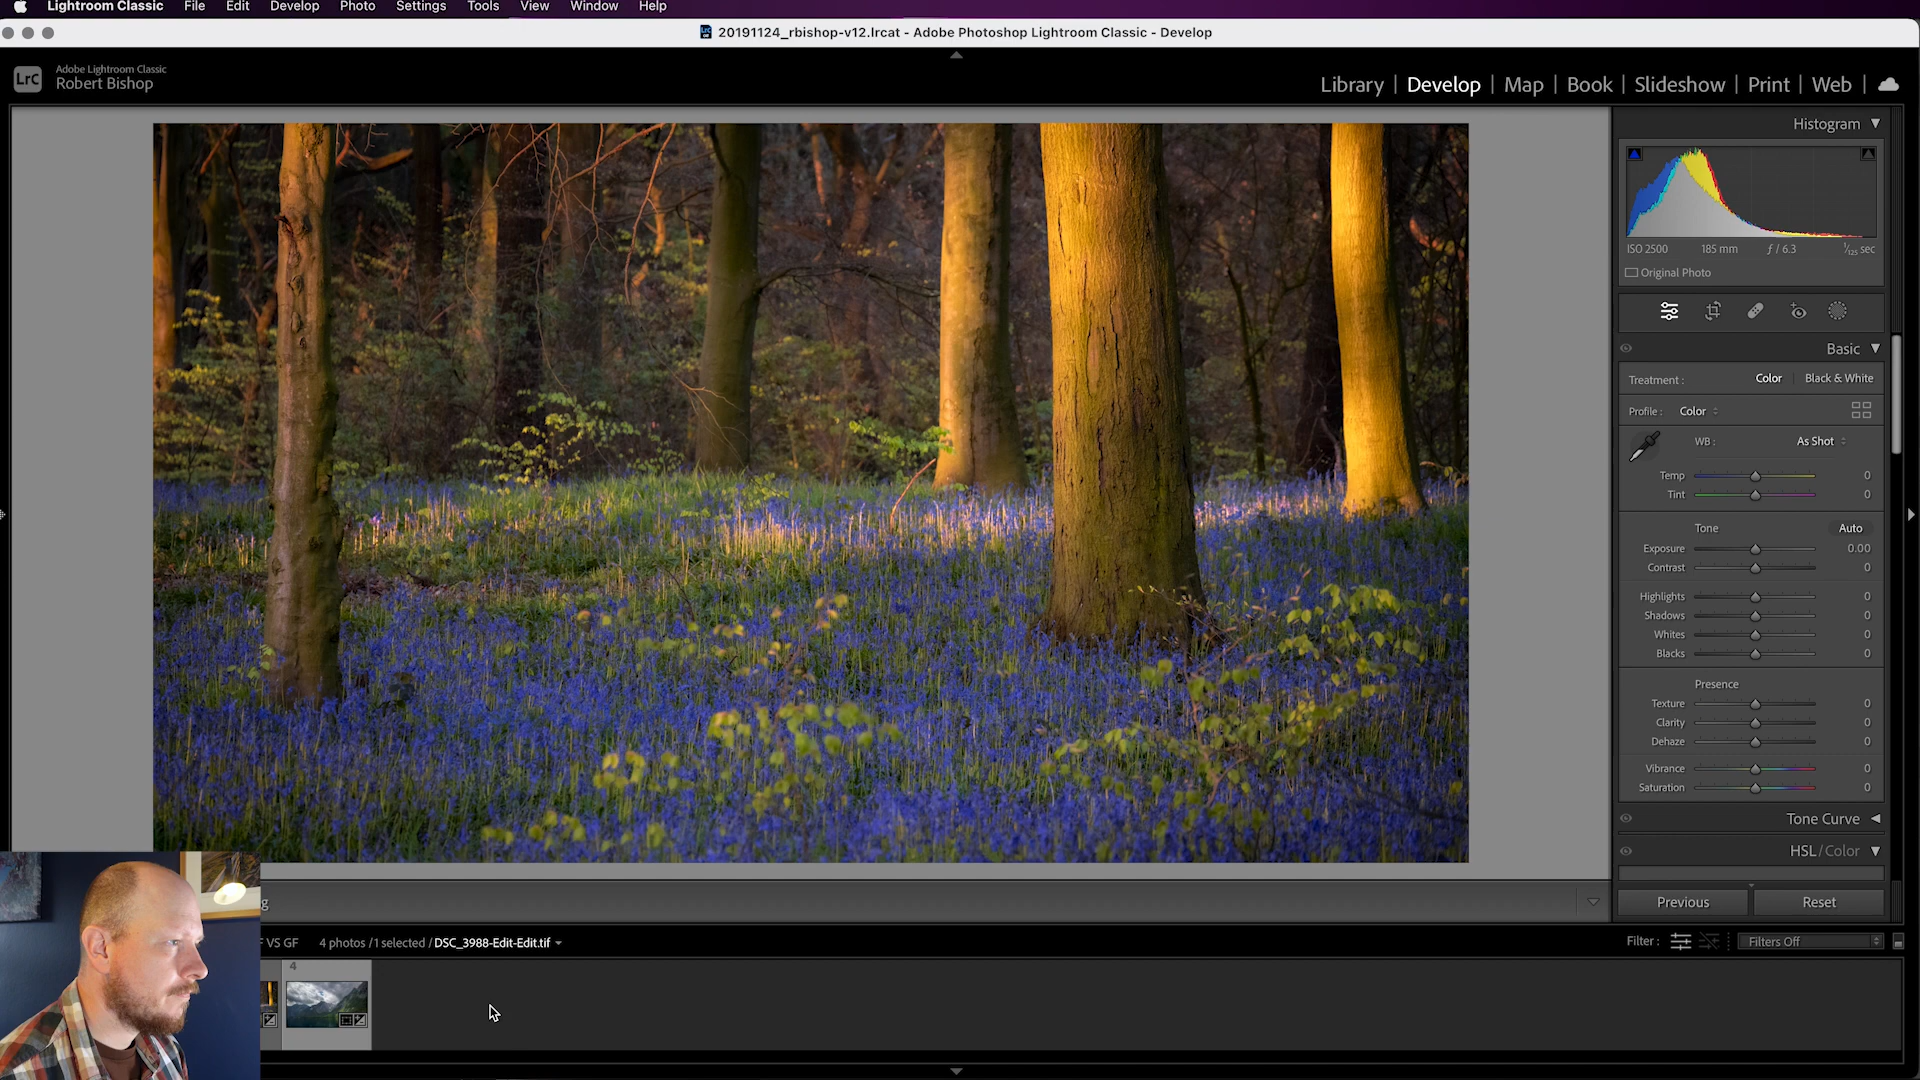 Lightroom Classic File Edit Develop Photo Settings Tools View Window Help
20191124_rbishop-v12.lrcat - Adobe Photoshop Lightroom Classic - Develop
LrC
Adobe Lightroom Classic
Robert Bishop
Library | Develop | Map | Book | Slideshow | Print | Web
Histogram
ISO 2500 185 mm ƒ / 6.3 1/125 sec
Original Photo
Basic
Treatment : Color Black & White
Profile : Color
WB : As Shot
Temp 0
Tint 0
Tone Auto
Exposure 0.00
Contrast 0
Highlights 0
Shadows 0
Whites 0
Blacks 0
Presence
Texture 0
Clarity 0
Dehaze 0
Vibrance 0
Saturation 0
Tone Curve
HSL / Color
Previous Reset
g
F VS GF 4 photos / 1 selected / DSC_3988-Edit-Edit.tif
Filter : Filters Off
4